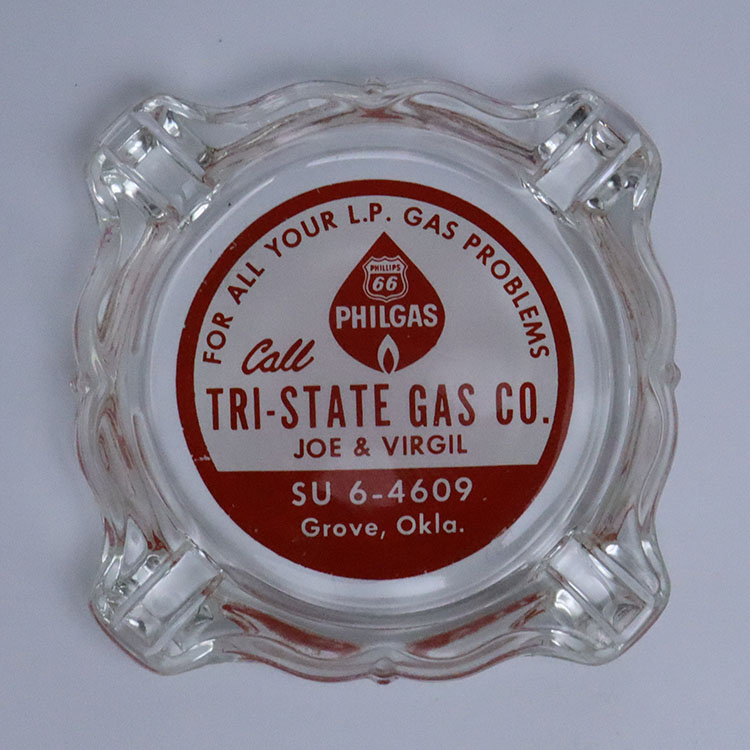 FOR ALL YOUR L.P. GAS PROBLEMS
PHILLIPS
66
PHILGAS
Call
TRI-STATE GAS CO.
JOE & VIRGIL
SU 6-4609
Grove, Okla.